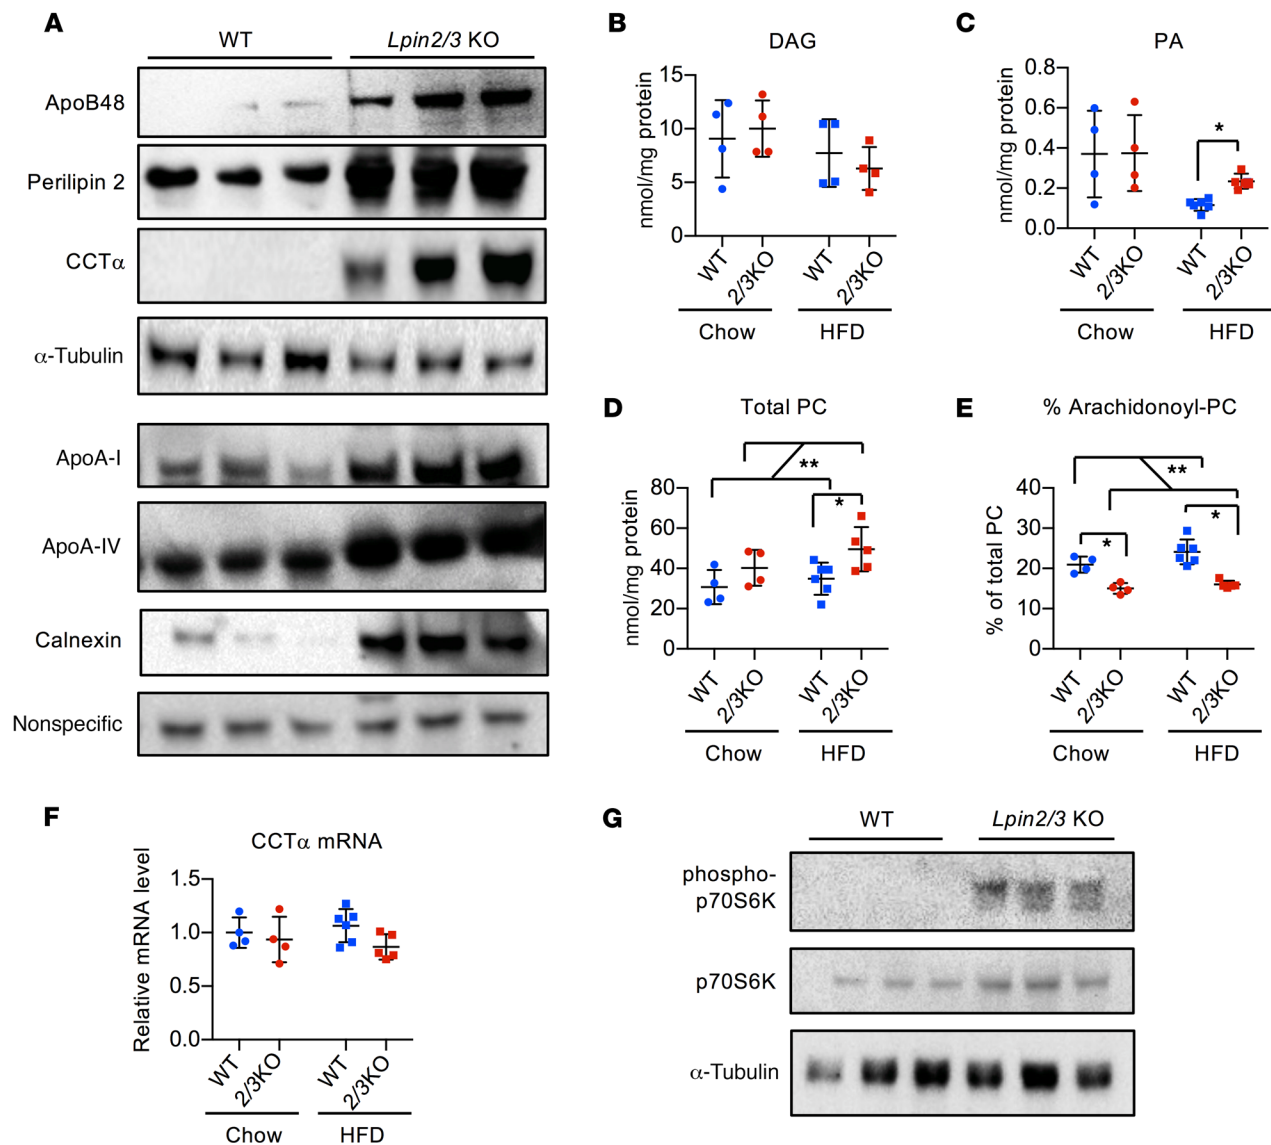 A
WT
Lpin2/3 KO
ApoB48
Perilipin 2
CCTα
α-Tubulin
ApoA-I
ApoA-IV
Calnexin
Nonspecific
B
DAG
nmol/mg protein
15
10
5
0
WT
2/3KO
WT
2/3KO
Chow
HFD
C
PA
nmol/mg protein
0.8
0.6
0.4
0.2
0.0
*
WT
2/3KO
WT
2/3KO
Chow
HFD
D
Total PC
nmol/mg protein
80
60
40
20
0
**
*
WT
2/3KO
WT
2/3KO
Chow
HFD
E
% Arachidonoyl-PC
% of total PC
40
30
20
10
0
**
*
*
WT
2/3KO
WT
2/3KO
Chow
HFD
F
CCTα mRNA
Relative mRNA level
1.5
1.0
0.5
0.0
WT
2/3KO
WT
2/3KO
Chow
HFD
G
WT
Lpin2/3 KO
phospho-
p70S6K
p70S6K
α-Tubulin